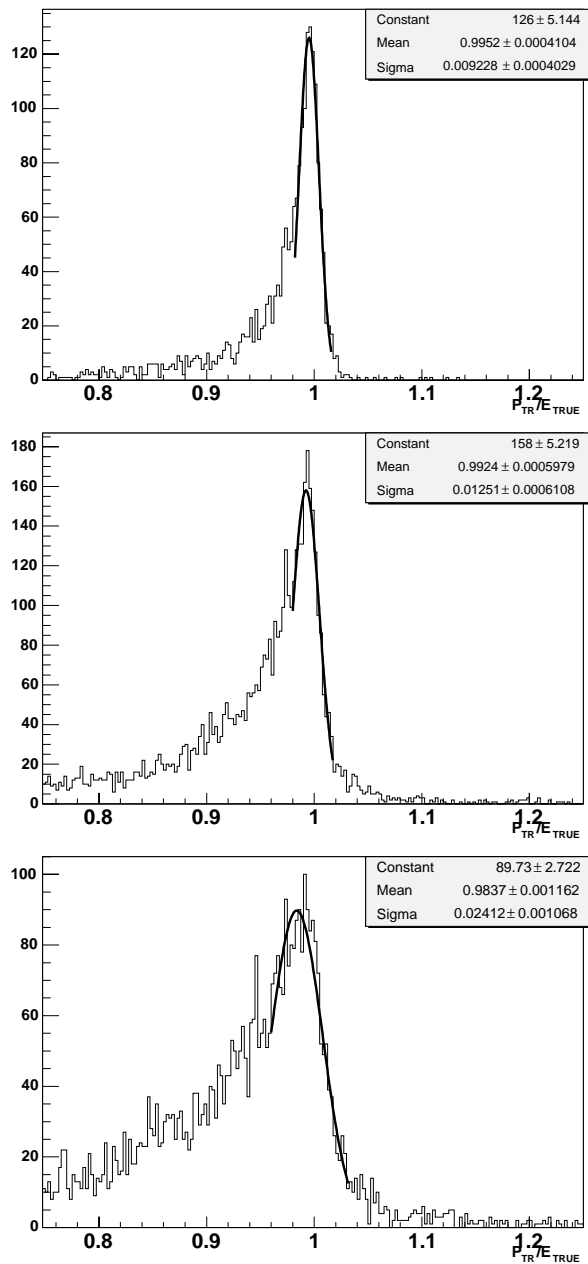 Constant 126 ± 5.144
Mean 0.9952 ± 0.0004104
Sigma 0.009228 ± 0.0004029
120
100
80
60
40
20
0
0.8 0.9 1 1.1 1.2
P_TR/E_TRUE
Constant 158 ± 5.219
Mean 0.9924 ± 0.0005979
Sigma 0.01251 ± 0.0006108
180
160
140
120
100
80
60
40
20
0
0.8 0.9 1 1.1 1.2
P_TR/E_TRUE
Constant 89.73 ± 2.722
Mean 0.9837 ± 0.001162
Sigma 0.02412 ± 0.001068
100
80
60
40
20
0
0.8 0.9 1 1.1 1.2
P_TR/E_TRUE